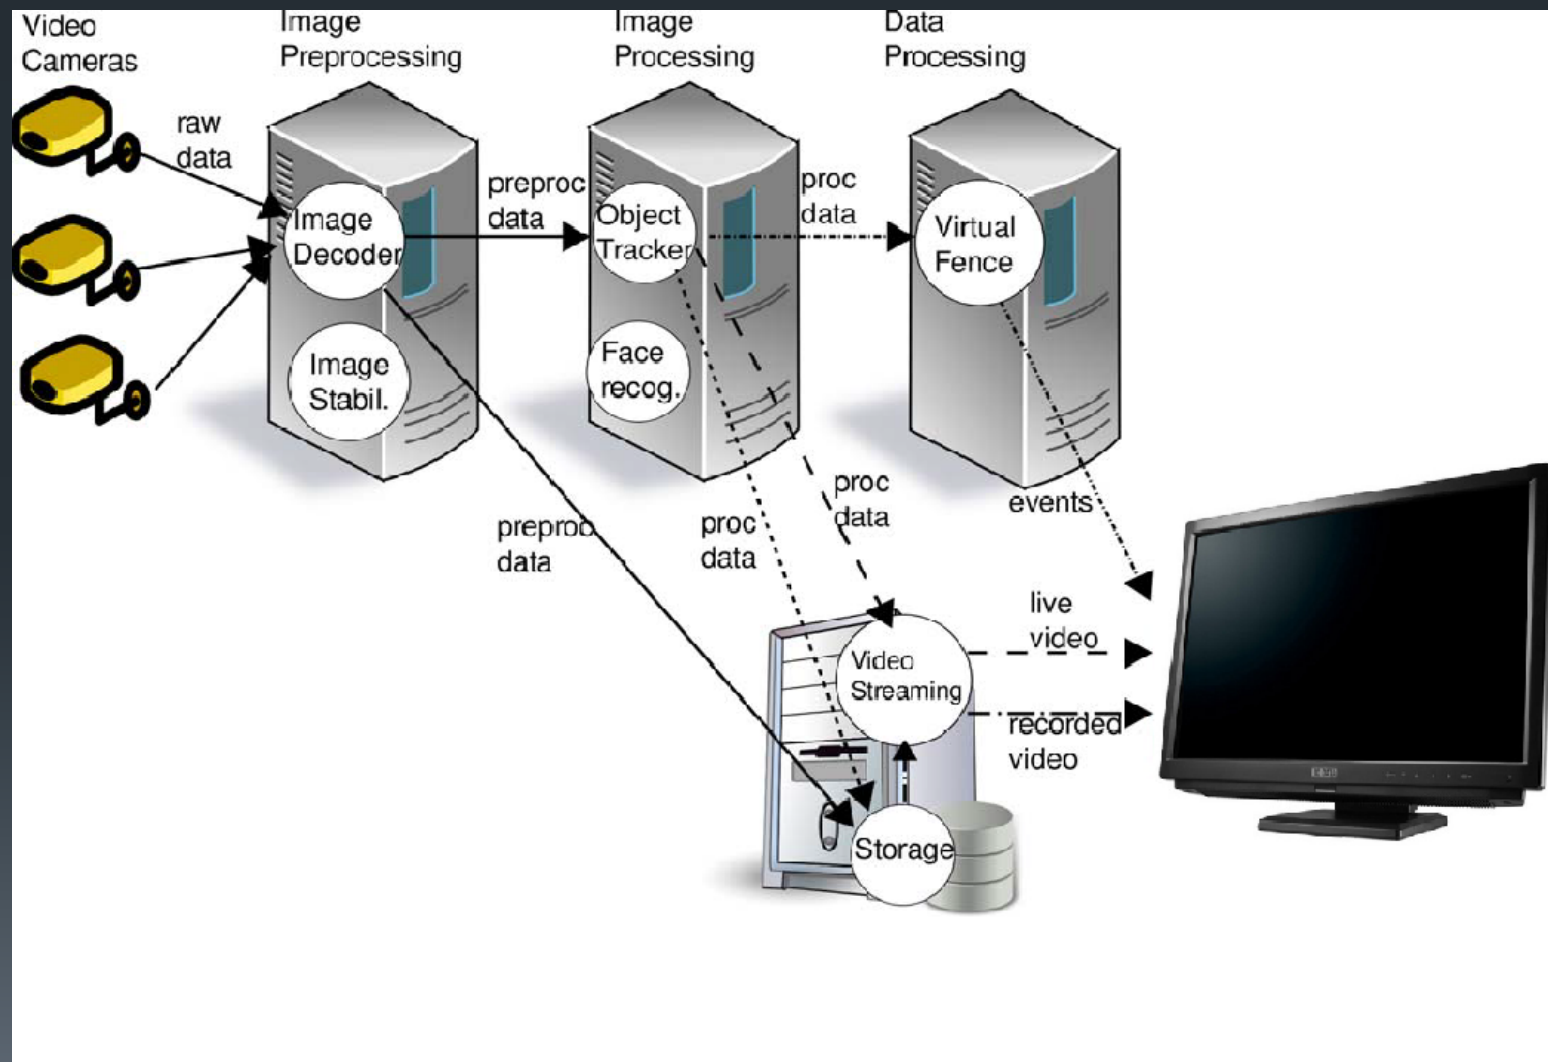 Video
Cameras
Image
Preprocessing
Image
Processing
Data
Processing
raw
data
preproc
data
proc
data
Image
Decoder
Object
Tracker
Virtual
Fence
Image
Stabil.
Face
recog.
preproc
data
proc
data
proc
data
events
live
video
Video
Streaming
recorded
video
Storage